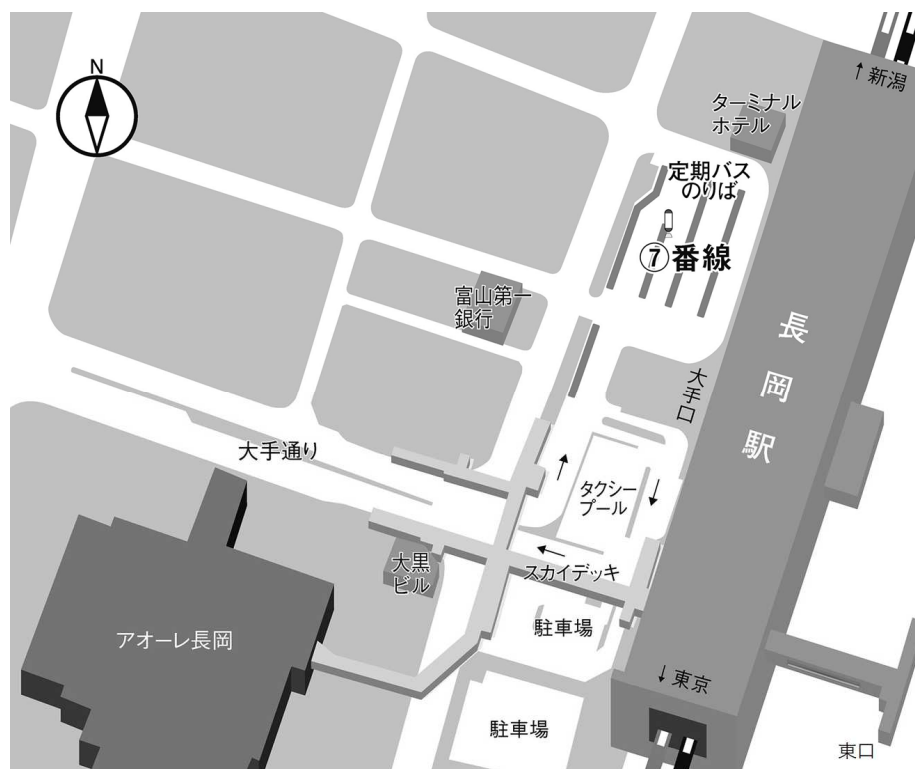 N
↑新潟
ターミナル
ホテル
定期バス
のりば
⑦番線
富山第一
銀行
長岡駅
大手口
大手通り
タクシー
プール
スカイデッキ
大黒
ビル
アオーレ長岡
駐車場
↓東京
駐車場
東口